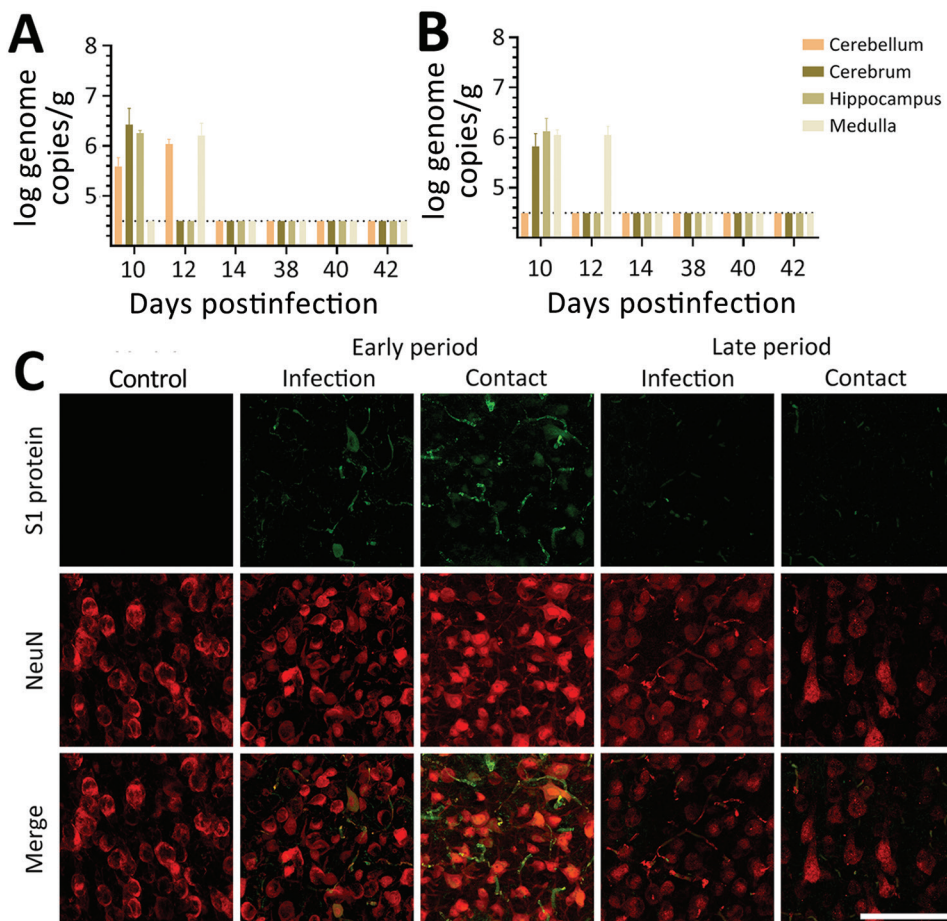 A
log genome
copies/g
8
7
6
5
10 12 14 38 40 42
Days postinfection
B
log genome
copies/g
8
7
6
5
10 12 14 38 40 42
Days postinfection
Cerebellum
Cerebrum
Hippocampus
Medulla
C
Early period Late period
Control Infection Contact Infection Contact
S1 protein
NeuN
Merge